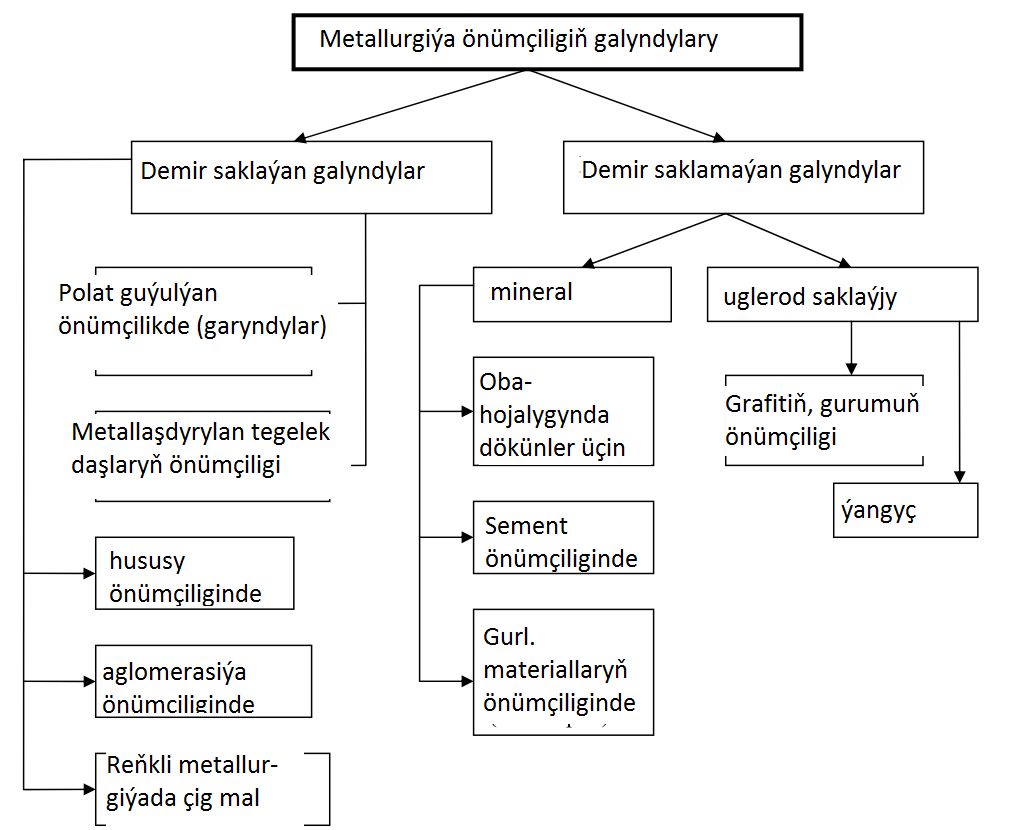 Metallurgiýa önümçiligiň galyndylary
Demir saklaýan galyndylar
Demir saklamaýan galyndylar
Polat guýulýan
önümçilikde (garyndylar)
Metallaşdyrylan tegelek
daşlaryň önümçiligi
hususy
önümçiliginde
aglomerasiýa
önümçiliginde
Reňkli metallur-
giýada çig mal
mineral
Oba-
hojalygynda
dökünler üçin
Sement
önümçiliginde
Gurl.
materiallaryň
önümçiliginde
uglerod saklaýjy
Grafitiň, gurumuň
önümçiligi
ýangyç